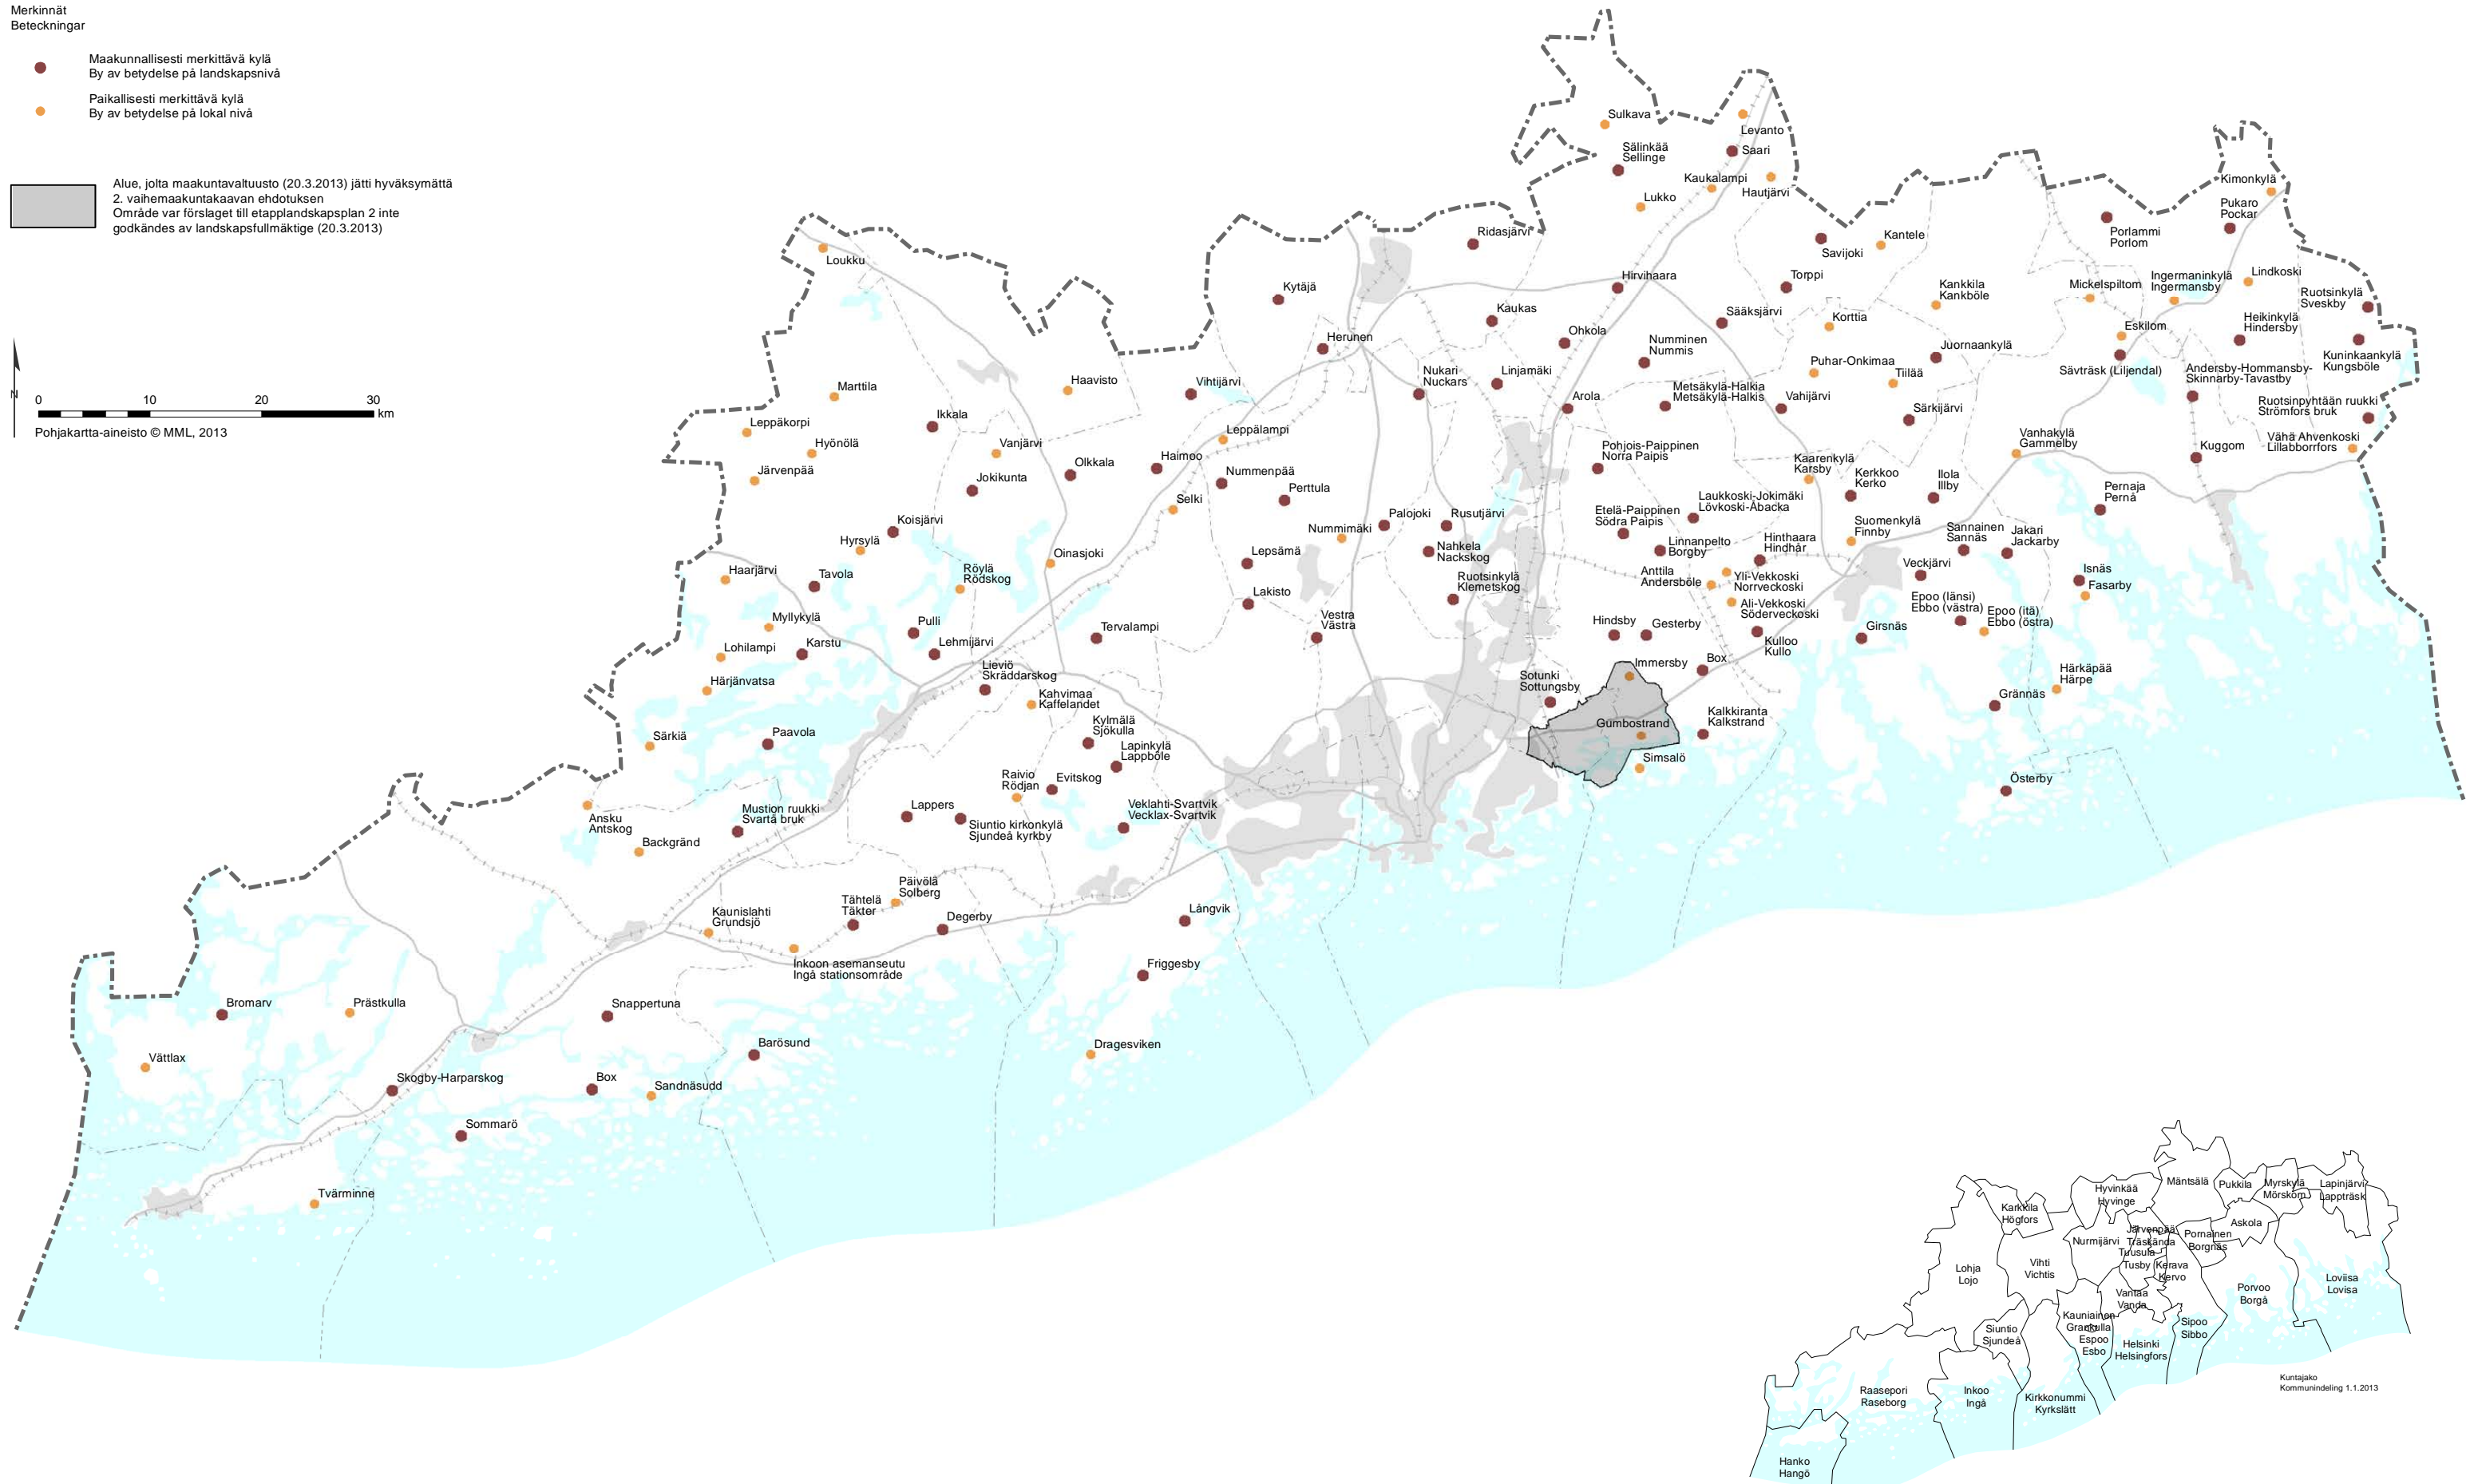 Merkinnät
Beteckningar
Maakunnallisesti merkittävä kylä
By av betydelse på landskapsnivå
Paikallisesti merkittävä kylä
By av betydelse på lokal nivå
Alue, jolta maakuntavaltuusto (20.3.2013) jätti hyväksymättä
2. vaihemaakuntakaavan ehdotuksen
Område var förslaget till etapplandskapsplan 2 inte
godkändes av landskapsfullmäktige (20.3.2013)
N
0 10 20 30
km
Pohjakartta-aineisto © MML, 2013
Sulkava
Levanto
Sälinkää
Sellinge
Saari
Kaukalampi
Hautjärvi
Lukko
Kimonkylä
Pukaro
Pockar
Porlammi
Porlom
Ridasjärvi
Savijoki
Kantele
Loukku
Kytäjä
Hirvihaara
Torppi
Kankkila
Kankböle
Mickelspiltom
Ingermaninkylä
Ingermansby
Lindkoski
Ruotsinkylä
Sveskby
Kaukas
Sääksjärvi
Korttia
Heikinkylä
Hindersby
Eskilom
Herunen
Ohkola
Numminen
Nummis
Juornaankylä
Kuninkaankylä
Kungsböle
Puhar-Onkimaa
Tiilää
Sävträsk (Liljendal)
Andersby-Hommansby-
Skinnarby-Tavastby
Marttila
Haavisto
Vihtijärvi
Nukari
Nuckars
Linjamäki
Arola
Metsäkylä-Halkia
Metsäkylä-Halkis
Vahijärvi
Särkijärvi
Ruotsinpyhtään ruukki
Strömfors bruk
Ikkala
Leppäkorpi
Hyönölä
Vanjärvi
Leppälampi
Pohjois-Paippinen
Norra Paipis
Vanhakylä
Gammelby
Vähä Ahvenkoski
Lillabborrfors
Kuggom
Järvenpää
Olkkala
Haimoo
Nummenpää
Kaarenkylä
Karsby
Kerkkoo
Kerko
Ilola
Illby
Jokikunta
Perttula
Selki
Laukkoski-Jokimäki
Lövkoski-Åbacka
Pernaja
Pernå
Koisjärvi
Nummimäki
Palojoki
Rusutjärvi
Etelä-Paippinen
Södra Paipis
Suomenkylä
Finnby
Sannainen
Sannäs
Jakari
Jackarby
Hyrsylä
Oinasjoki
Lepsämä
Nahkela
Nackskog
Linnanpelto
Borgby
Hinthaara
Hindhår
Haarjärvi
Tavola
Röylä
Rödskog
Anttila
Andersböle
Yli-Vekkoski
Norrveckoski
Veckjärvi
Isnäs
Fasarby
Ruotsinkylä
Klemetskog
Lakisto
Ali-Vekkoski
Söderveckoski
Epoo (länsi)
Ebbo (västra)
Epoo (itä)
Ebbo (östra)
Myllykylä
Pulli
Tervalampi
Vestra
Västra
Hindsby
Gesterby
Kulloo
Kullo
Girsnäs
Lohilampi
Karstu
Lehmijärvi
Lieviö
Skräddarskog
Immersby
Box
Härkäpää
Härpe
Härjänvatsa
Kahvimaa
Kaffelandet
Sotunki
Sottungsby
Grännäs
Särkiä
Paavola
Kylmälä
Sjökulla
Gumbostrand
Kalkkiranta
Kalkstrand
Lapinkylä
Lappböle
Simsalö
Raivio
Rödjan
Evitskog
Österby
Ansku
Antskog
Mustion ruukki
Svartå bruk
Lappers
Siuntio kirkonkylä
Sjundeå kyrkby
Veklahti-Svartvik
Vecklax-Svartvik
Backgränd
Päivölä
Solberg
Kaunislahti
Grundsjö
Tähtelä
Täkter
Degerby
Långvik
Inkoon asemanseutu
Ingå stationsområde
Friggesby
Bromarv
Prästkulla
Snappertuna
Vättlax
Barösund
Dragesviken
Skogby-Harparskog
Box
Sandnäsudd
Sommarö
Tvärminne
Mäntsälä
Pukkila
Myrskylä
Mörskom
Lapinjärvi
Lappträsk
Hyvinkää
Hyvinge
Karkkila
Högfors
Askola
Järvenpää
Träskända
Pornainen
Borgnäs
Nurmijärvi
Tuusula
Tusby
Kerava
Kervo
Vihti
Vichtis
Lohja
Lojo
Loviisa
Lovisa
Porvoo
Borgå
Vantaa
Vanda
Kauniainen
Grankulla
Sipoo
Sibbo
Siuntio
Sjundeå
Espoo
Esbo
Helsinki
Helsingfors
Raasepori
Raseborg
Inkoo
Ingå
Kirkkonummi
Kyrkslätt
Hanko
Hangö
Kuntajako
Kommunindeling 1.1.2013